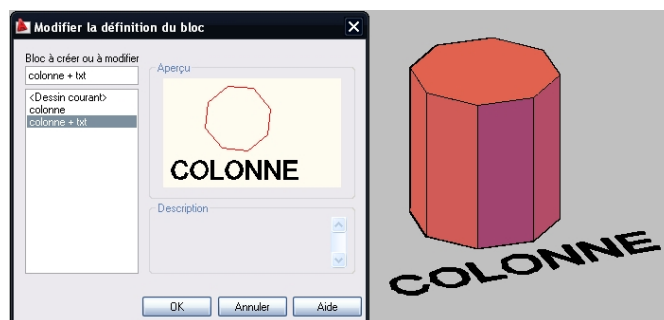 Modifier la définition du bloc
Bloc à créer ou à modifier
colonne + txt
<Dessin courant>
colonne
colonne + txt
Aperçu
COLONNE
Description
OK
Annuler
Aide
COLONNE